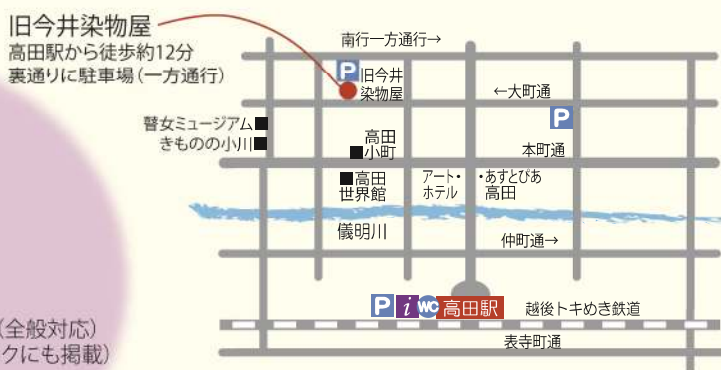 旧今井染物屋
高田駅から徒歩約12分
裏通りに駐車場(一方通行)
南行一方通行→
P
旧今井
染物屋
←大町通
P
瞽女ミュージアム
きものの小川
高田
小町
本町通
高田
世界館
アート・
ホテル
・あすとぴあ
高田
儀明川
仲町通→
P i WC 高田駅
越後トキめき鉄道
表寺町通
(全般対応)
クにも掲載)